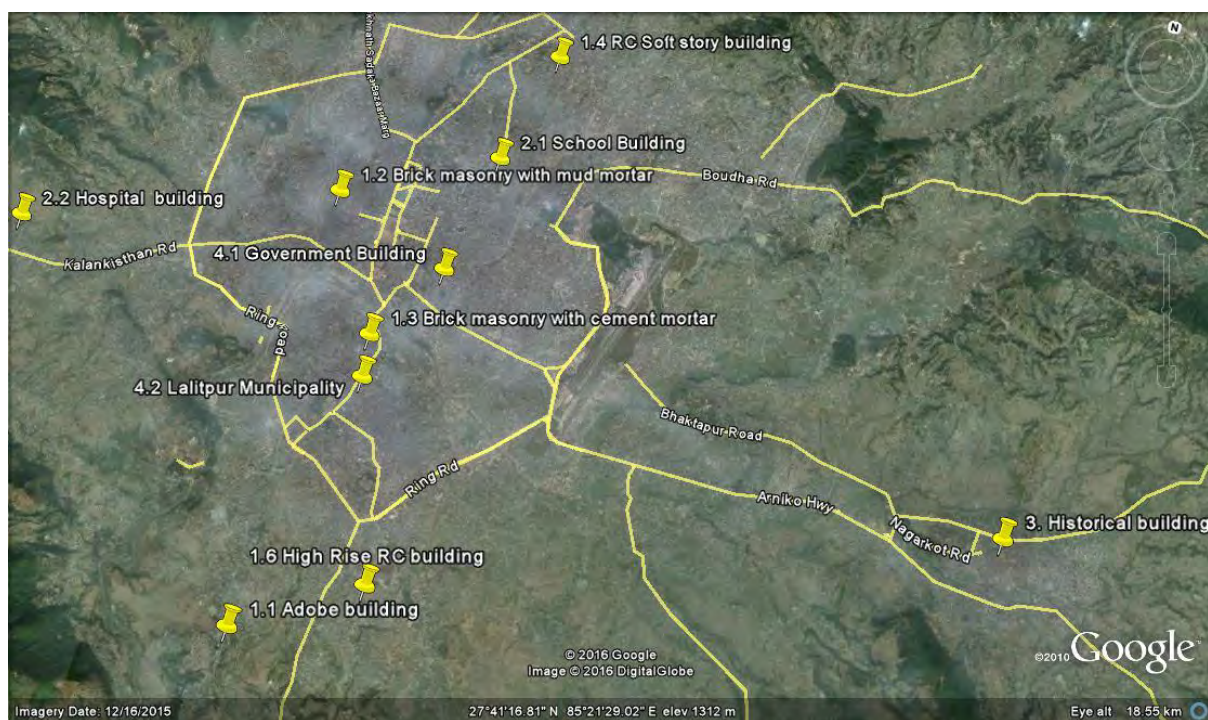 N
1.4 RC Soft story building
2.1 School Building
1.2 Brick masonry with mud mortar
Boudha Rd
2.2 Hospital building
Kalankisthan Rd
4.1 Government Building
Ring Road
1.3 Brick masonry with cement mortar
4.2 Lalitpur Municipality
Bhaktapur Road
Ring Rd
Arniko Hwy
Nagarkot Rd
3. Historical building
1.6 High Rise RC building
1.1 Adobe building
© 2016 Google
Image © 2016 DigitalGlobe
©2010 Google
Imagery Date: 12/16/2015 27°41'16.81" N 85°21'29.02" E elev 1312 m Eye alt 18.55 km